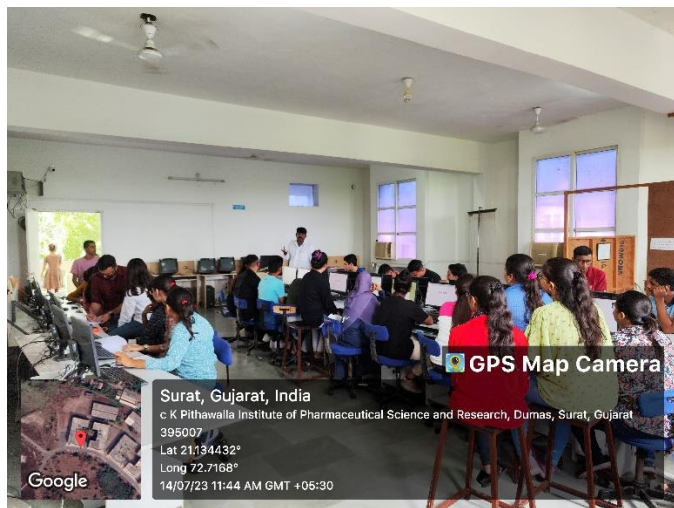 GPS Map Camera
Surat, Gujarat, India
c K Pithawalla Institute of Pharmaceutical Science and Research, Dumas, Surat, Gujarat
395007
Lat 21.134432°
Long 72.7168°
14/07/23 11:44 AM GMT +05:30
Google